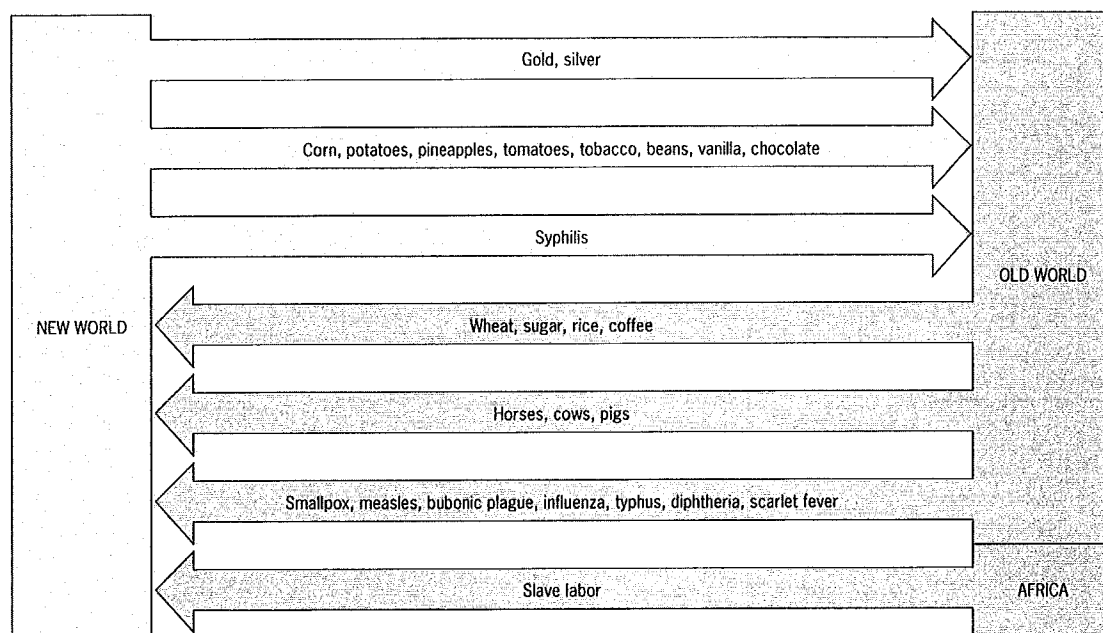 Gold, silver
Corn, potatoes, pineapples, tomatoes, tobacco, beans, vanilla, chocolate
Syphilis
OLD WORLD
NEW WORLD
Wheat, sugar, rice, coffee
Horses, cows, pigs
Smallpox, measles, bubonic plague, influenza, typhus, diphtheria, scarlet fever
Slave labor
AFRICA